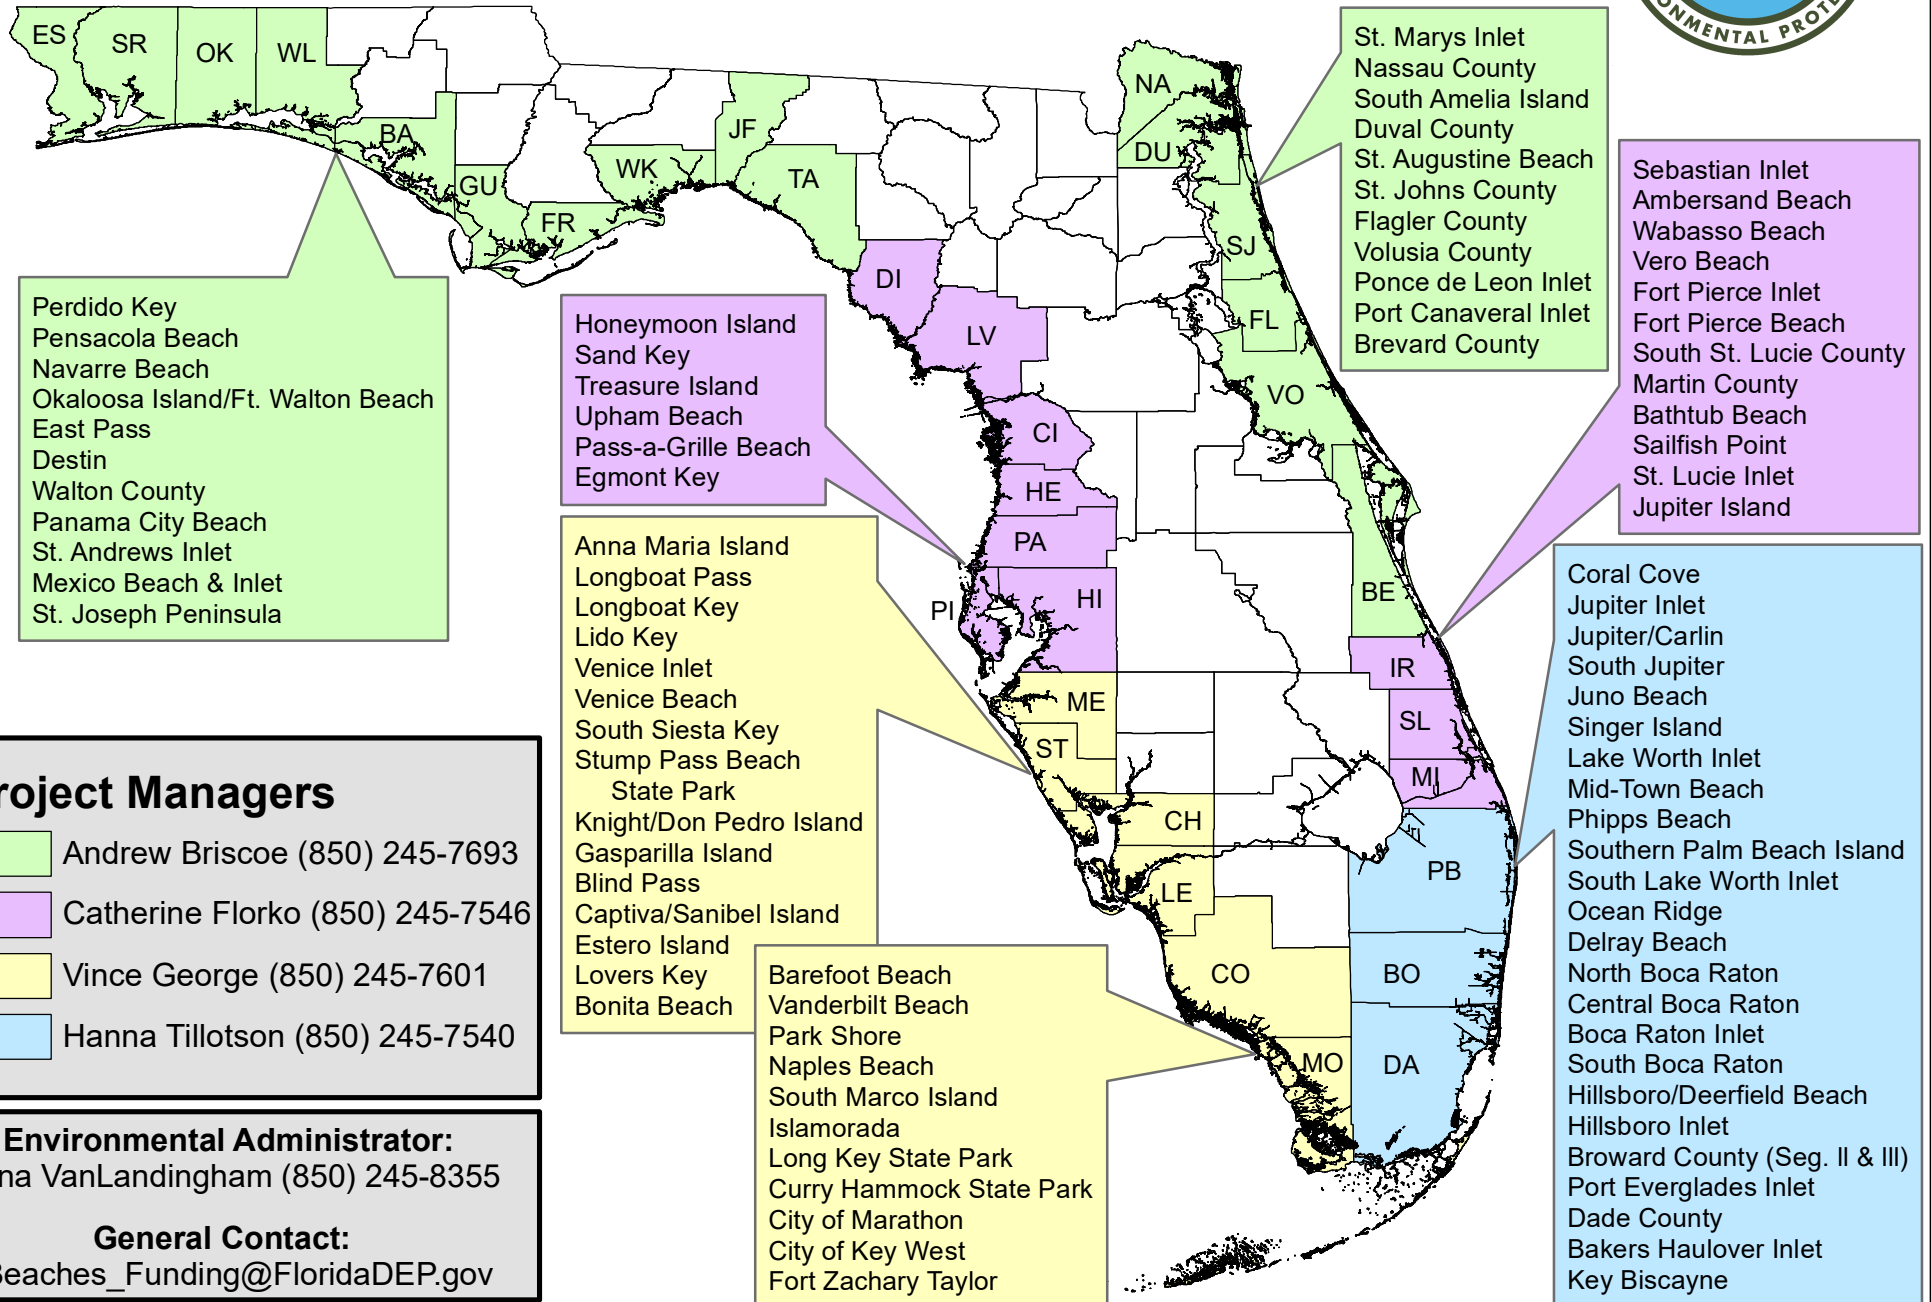 ONMENTAL PROTE
ES
SR
OK
WL
BA
GU
FR
WK
JF
TA
NA
DU
SJ
FL
VO
BE
DI
LV
CI
HE
PA
PI
HI
IR
SL
MI
ME
ST
CH
LE
CO
MO
PB
BO
DA
Perdido Key
Pensacola Beach
Navarre Beach
Okaloosa Island/Ft. Walton Beach
East Pass
Destin
Walton County
Panama City Beach
St. Andrews Inlet
Mexico Beach & Inlet
St. Joseph Peninsula
Honeymoon Island
Sand Key
Treasure Island
Upham Beach
Pass-a-Grille Beach
Egmont Key
Anna Maria Island
Longboat Pass
Longboat Key
Lido Key
Venice Inlet
Venice Beach
South Siesta Key
Stump Pass Beach
State Park
Knight/Don Pedro Island
Gasparilla Island
Blind Pass
Captiva/Sanibel Island
Estero Island
Lovers Key
Bonita Beach
Barefoot Beach
Vanderbilt Beach
Park Shore
Naples Beach
South Marco Island
Islamorada
Long Key State Park
Curry Hammock State Park
City of Marathon
City of Key West
Fort Zachary Taylor
St. Marys Inlet
Nassau County
South Amelia Island
Duval County
St. Augustine Beach
St. Johns County
Flagler County
Volusia County
Ponce de Leon Inlet
Port Canaveral Inlet
Brevard County
Sebastian Inlet
Ambersand Beach
Wabasso Beach
Vero Beach
Fort Pierce Inlet
Fort Pierce Beach
South St. Lucie County
Martin County
Bathtub Beach
Sailfish Point
St. Lucie Inlet
Jupiter Island
Coral Cove
Jupiter Inlet
Jupiter/Carlin
South Jupiter
Juno Beach
Singer Island
Lake Worth Inlet
Mid-Town Beach
Phipps Beach
Southern Palm Beach Island
South Lake Worth Inlet
Ocean Ridge
Delray Beach
North Boca Raton
Central Boca Raton
Boca Raton Inlet
South Boca Raton
Hillsboro/Deerfield Beach
Hillsboro Inlet
Broward County (Seg. II & III)
Port Everglades Inlet
Dade County
Bakers Haulover Inlet
Key Biscayne
roject Managers
Andrew Briscoe (850) 245-7693
Catherine Florko (850) 245-7546
Vince George (850) 245-7601
Hanna Tillotson (850) 245-7540
Environmental Administrator:
na VanLandingham (850) 245-8355
General Contact:
Beaches_Funding@FloridaDEP.gov